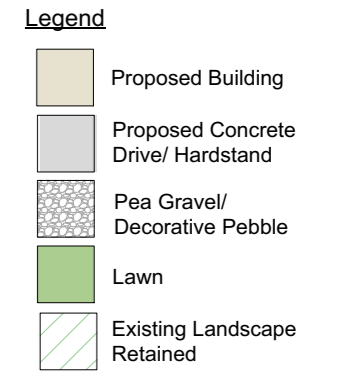 Legend
Proposed Building
Proposed Concrete
Drive/ Hardstand
Pea Gravel/
Decorative Pebble
Lawn
Existing Landscape
Retained